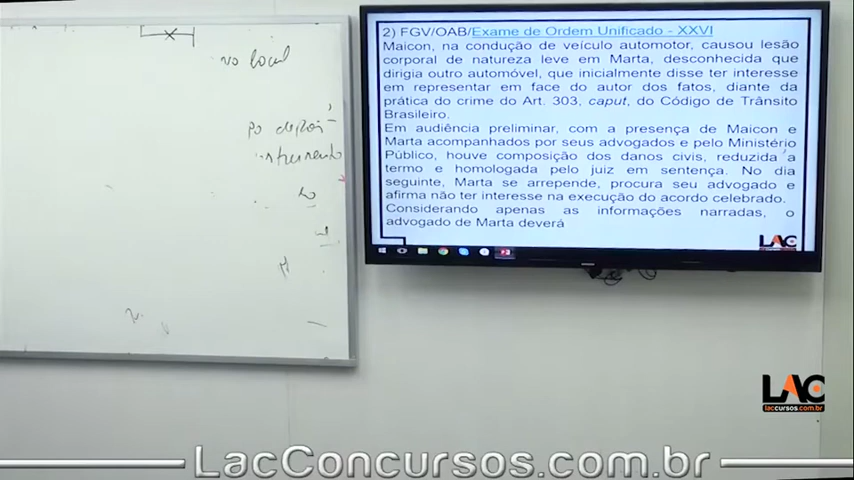 no local
depois
2) FGV/OAB/Exame de Ordem Unificado - XXVI
Maicon, na condução de veículo automotor, causou lesão
corporal de natureza leve em Marta, desconhecida que
dirigia outro automóvel, que inicialmente disse ter interesse
em representar em face do autor dos fatos, diante da
prática do crime do Art. 303, caput, do Código de Trânsito
Brasileiro.
Em audiência preliminar, com a presença de Maicon e
Marta acompanhados por seus advogados e pelo Ministério
Público, houve composição dos danos civis, reduzida a
termo e homologada pelo juiz em sentença. No dia
seguinte, Marta se arrepende, procura seu advogado e
afirma não ter interesse na execução do acordo celebrado.
Considerando apenas as informações narradas, o
advogado de Marta deverá
LAC
LAC
laccursos.com.br
LacConcursos.com.br